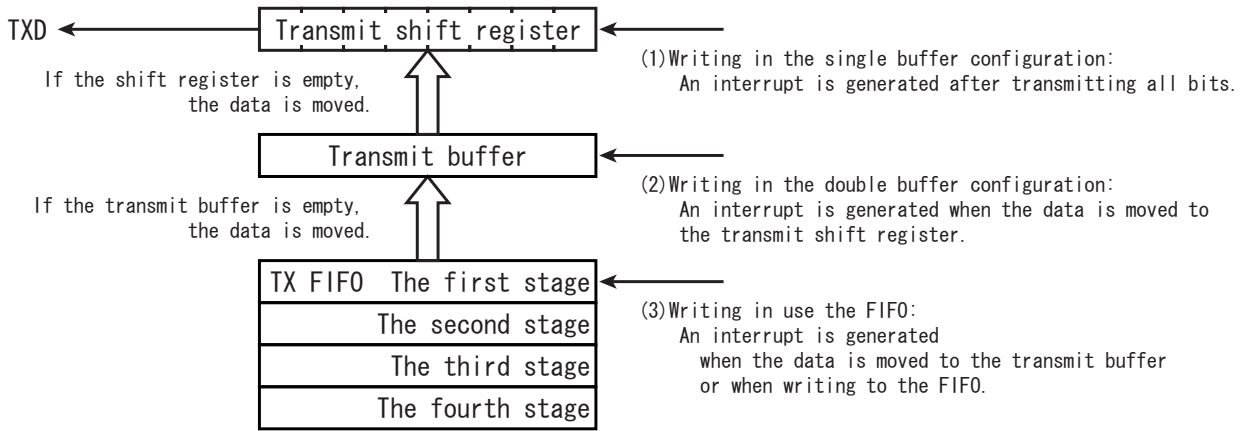 TXD
Transmit shift register
(1)Writing in the single buffer configuration:
An interrupt is generated after transmitting all bits.
If the shift register is empty,
the data is moved.
Transmit buffer
(2)Writing in the double buffer configuration:
An interrupt is generated when the data is moved to
the transmit shift register.
If the transmit buffer is empty,
the data is moved.
TX FIFO The first stage
The second stage
The third stage
The fourth stage
(3)Writing in use the FIFO:
An interrupt is generated
when the data is moved to the transmit buffer
or when writing to the FIFO.